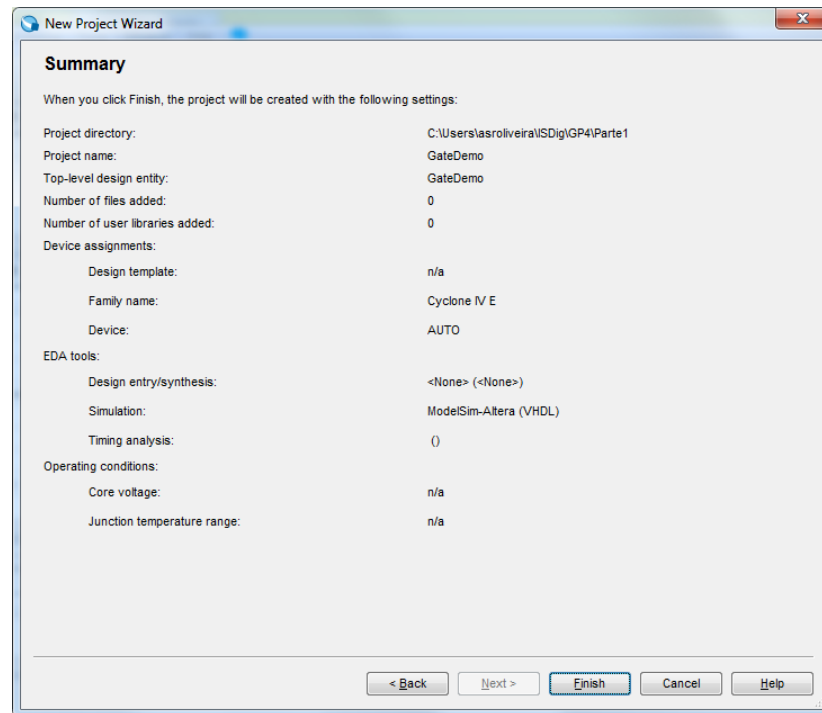 New Project Wizard
Summary
When you click Finish, the project will be created with the following settings:
Project directory: C:\Users\asroliveira\ISDig\GP4\Parte1
Project name: GateDemo
Top-level design entity: GateDemo
Number of files added: 0
Number of user libraries added: 0
Device assignments:
Design template: n/a
Family name: Cyclone IV E
Device: AUTO
EDA tools:
Design entry/synthesis: <None> (<None>)
Simulation: ModelSim-Altera (VHDL)
Timing analysis: ()
Operating conditions:
Core voltage: n/a
Junction temperature range: n/a
< Back Next > Finish Cancel Help